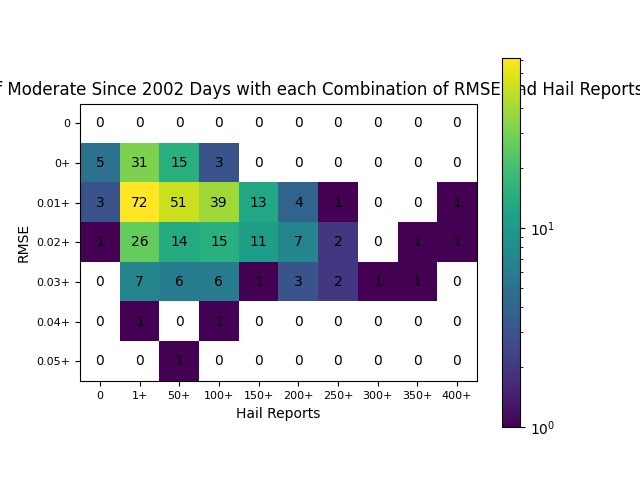 f Moderate Since 2002 Days with each Combination of RMSE nd Hail Reports
0 0 0 0 0 0 0 0 0 0 0
0+ 5 31 15 3 0 0 0 0 0 0
0.01+ 3 72 51 39 13 4 1 0 0 1
0.02+ 1 26 14 15 11 7 2 0 1 1
0.03+ 0 7 6 6 1 3 2 1 1 0
0.04+ 0 1 0 1 0 0 0 0 0 0
0.05+ 0 0 1 0 0 0 0 0 0 0
0 1+ 50+ 100+ 150+ 200+ 250+ 300+ 350+ 400+
Hail Reports
RMSE
10¹
10⁰